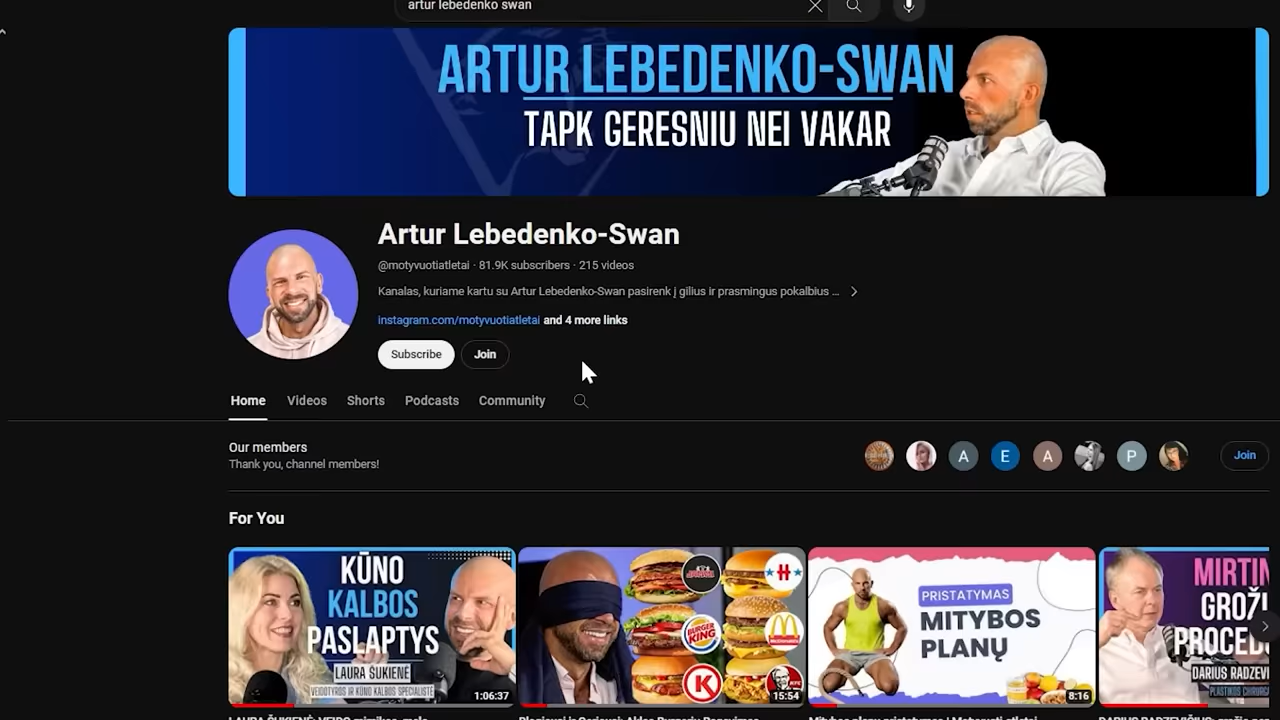 artur lebedenko swan
ARTUR LEBEDENKO-SWAN
TAPK GERESNIU NEI VAKAR
Artur Lebedenko-Swan
@motyvuotiatletai · 81.9K subscribers · 215 videos
Kanalas, kuriame kartu su Artur Lebedenko-Swan pasirenk į gilius ir prasmingus pokalbius ...
instagram.com/motyvuotiatletai and 4 more links
Subscribe Join
Home Videos Shorts Podcasts Community
Our members
Thank you, channel members!
A E A P
Join
For You
KŪNO
KALBOS
PASLAPTYS
LAURA ŠUKIENĖ
VEIDOTYROS IR KŪNO KALBOS SPECIALISTĖ
1:06:37
BURGER
KING
K
15:54
PRISTATYMAS
MITYBOS
PLANŲ
8:16
DARIUS RADZEVI
PLASTIKOS CHIRURG